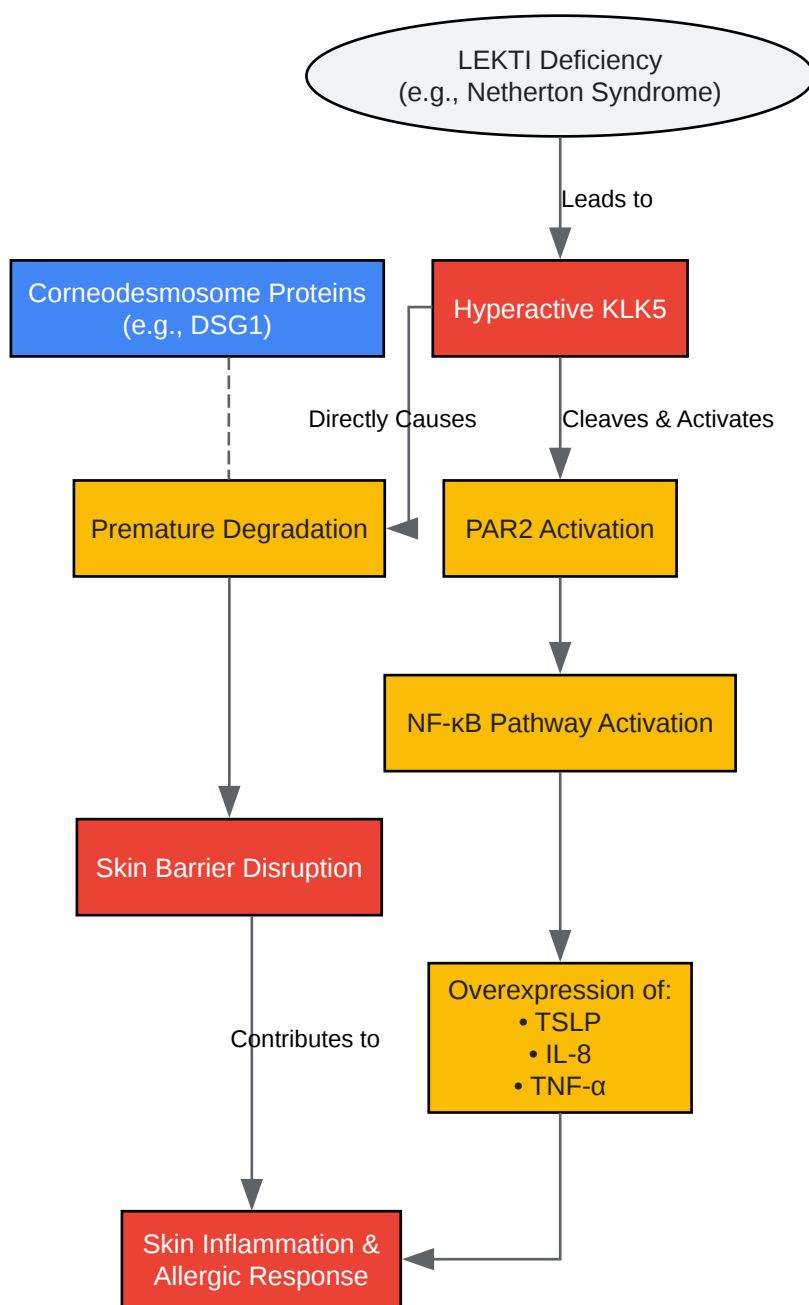 LEKTI Deficiency
(e.g., Netherton Syndrome)
Leads to
Corneodesmosome Proteins
(e.g., DSG1)
Hyperactive KLK5
Directly Causes
Cleaves & Activates
Premature Degradation
PAR2 Activation
NF-κB Pathway Activation
Skin Barrier Disruption
Overexpression of:
• TSLP
• IL-8
• TNF-α
Contributes to
Skin Inflammation &
Allergic Response